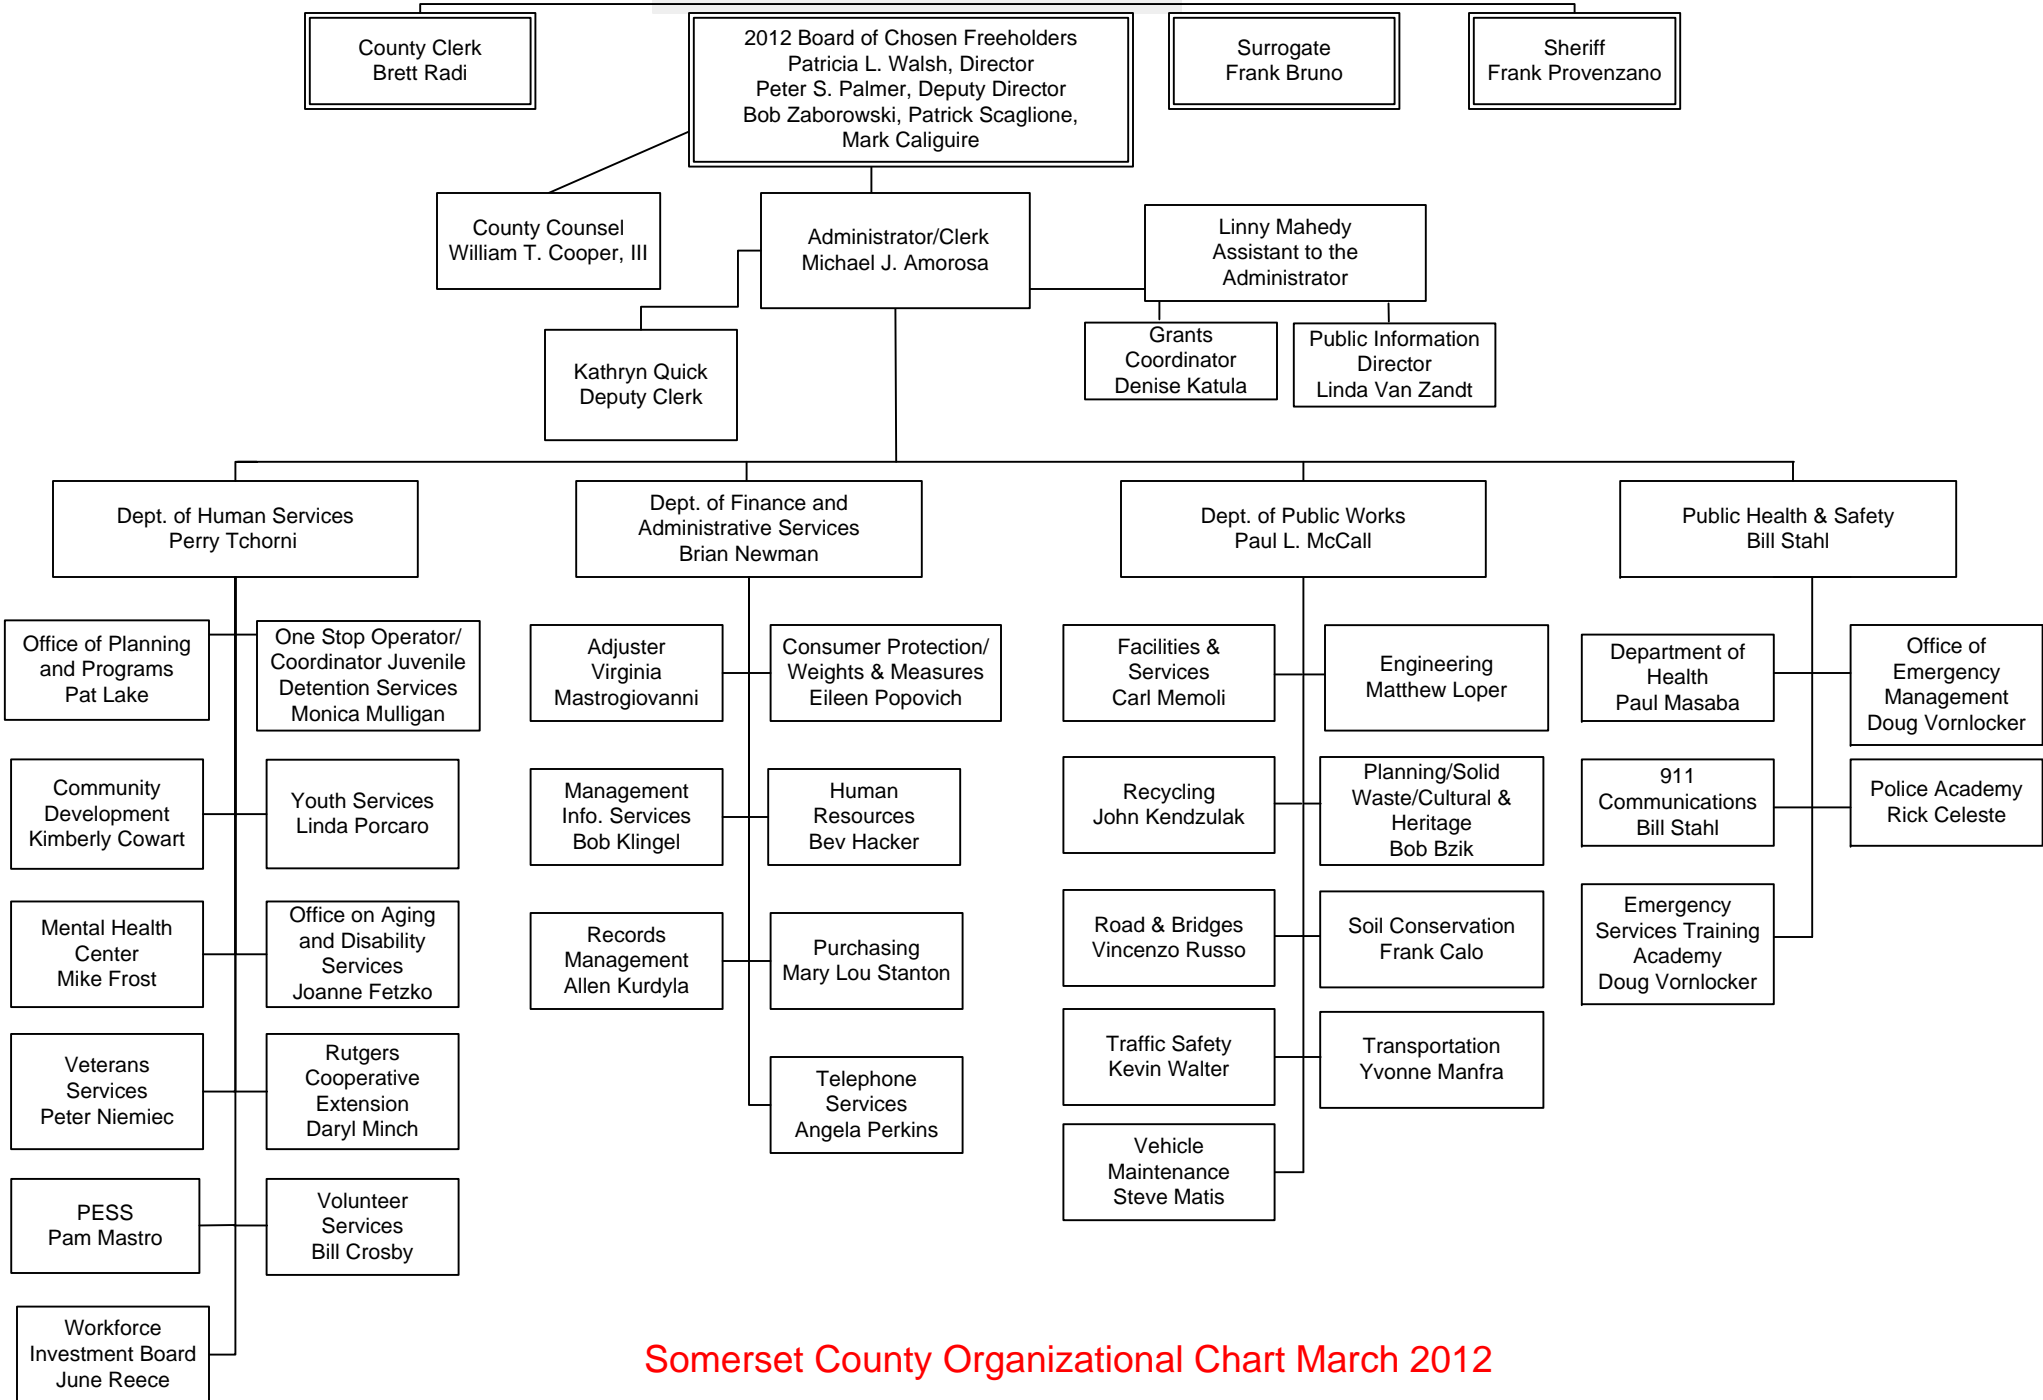 County Clerk
Brett Radi
2012 Board of Chosen Freeholders
Patricia L. Walsh, Director
Peter S. Palmer, Deputy Director
Bob Zaborowski, Patrick Scaglione,
Mark Caliguire
Surrogate
Frank Bruno
Sheriff
Frank Provenzano
County Counsel
William T. Cooper, III
Administrator/Clerk
Michael J. Amorosa
Linny Mahedy
Assistant to the
Administrator
Kathryn Quick
Deputy Clerk
Grants
Coordinator
Denise Katula
Public Information
Director
Linda Van Zandt
Dept. of Human Services
Perry Tchorni
Dept. of Finance and
Administrative Services
Brian Newman
Dept. of Public Works
Paul L. McCall
Public Health & Safety
Bill Stahl
Office of Planning
and Programs
Pat Lake
One Stop Operator/
Coordinator Juvenile
Detention Services
Monica Mulligan
Adjuster
Virginia
Mastrogiovanni
Consumer Protection/
Weights & Measures
Eileen Popovich
Facilities &
Services
Carl Memoli
Engineering
Matthew Loper
Department of
Health
Paul Masaba
Office of
Emergency
Management
Doug Vornlocker
Community
Development
Kimberly Cowart
Youth Services
Linda Porcaro
Management
Info. Services
Bob Klingel
Human
Resources
Bev Hacker
Recycling
John Kendzulak
Planning/Solid
Waste/Cultural &
Heritage
Bob Bzik
911
Communications
Bill Stahl
Police Academy
Rick Celeste
Mental Health
Center
Mike Frost
Office on Aging
and Disability
Services
Joanne Fetzko
Records
Management
Allen Kurdyla
Purchasing
Mary Lou Stanton
Road & Bridges
Vincenzo Russo
Soil Conservation
Frank Calo
Emergency
Services Training
Academy
Doug Vornlocker
Veterans
Services
Peter Niemiec
Rutgers
Cooperative
Extension
Daryl Minch
Telephone
Services
Angela Perkins
Traffic Safety
Kevin Walter
Transportation
Yvonne Manfra
Vehicle
Maintenance
Steve Matis
PESS
Pam Mastro
Volunteer
Services
Bill Crosby
Workforce
Investment Board
June Reece
Somerset County Organizational Chart March 2012